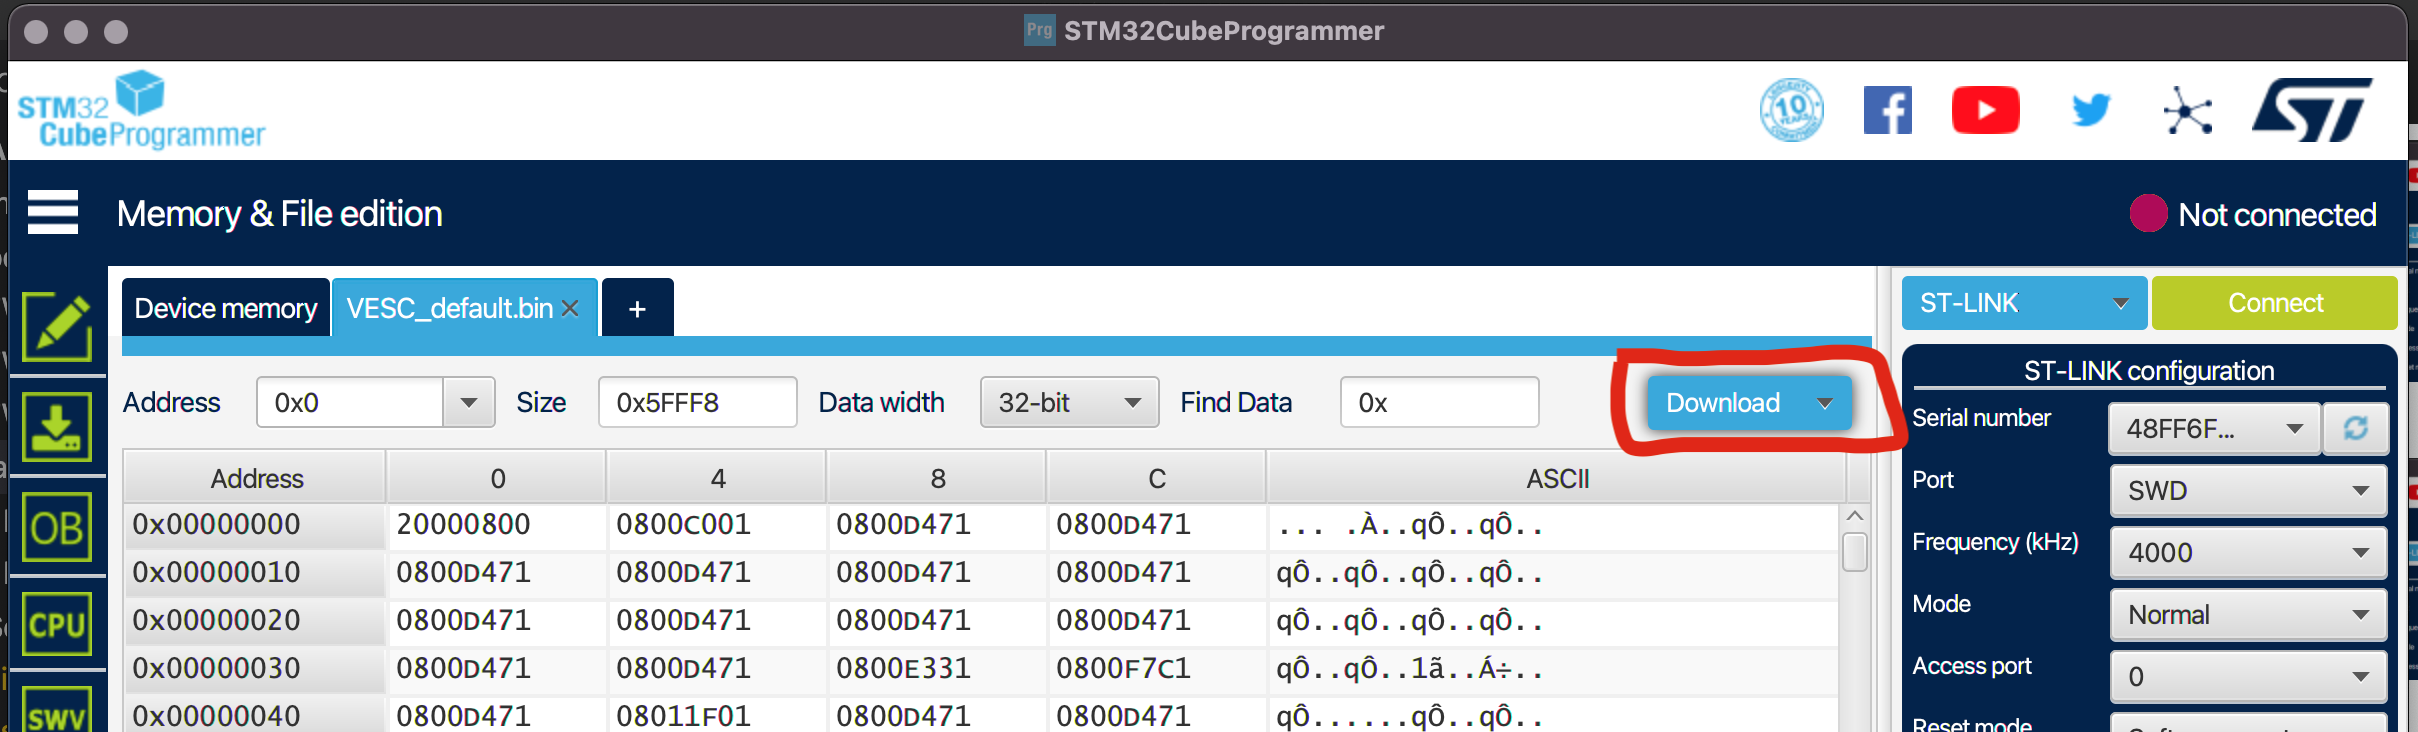 Prg STM32CubeProgrammer
STM32
CubeProgrammer
LONGEVITY 10 YEARS COMMITMENT
Memory & File edition
Not connected
Device memory VESC_default.bin × +
ST-LINK Connect
Address 0x0 Size 0x5FFF8 Data width 32-bit Find Data 0x Download
ST-LINK configuration
Serial number 48FF6F...
Port SWD
Frequency (kHz) 4000
Mode Normal
Access port 0
Reset mode
OB
CPU
SWV
Address 0 4 8 C ASCII
0x00000000 20000800 0800C001 0800D471 0800D471 ... .À..qÔ..qÔ..
0x00000010 0800D471 0800D471 0800D471 0800D471 qÔ..qÔ..qÔ..qÔ..
0x00000020 0800D471 0800D471 0800D471 0800D471 qÔ..qÔ..qÔ..qÔ..
0x00000030 0800D471 0800D471 0800E331 0800F7C1 qÔ..qÔ..1ã..Á÷..
0x00000040 0800D471 08011F01 0800D471 0800D471 qÔ......qÔ..qÔ..